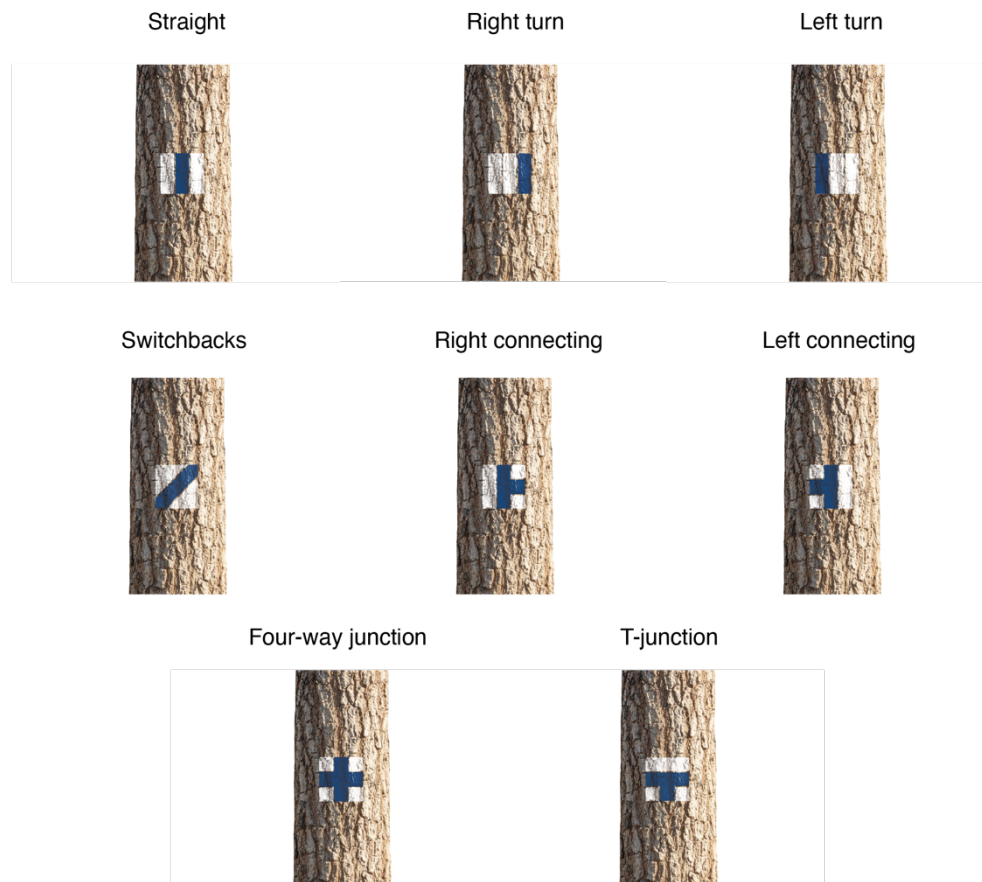 Straight
Right turn
Left turn
Switchbacks
Right connecting
Left connecting
Four-way junction
T-junction